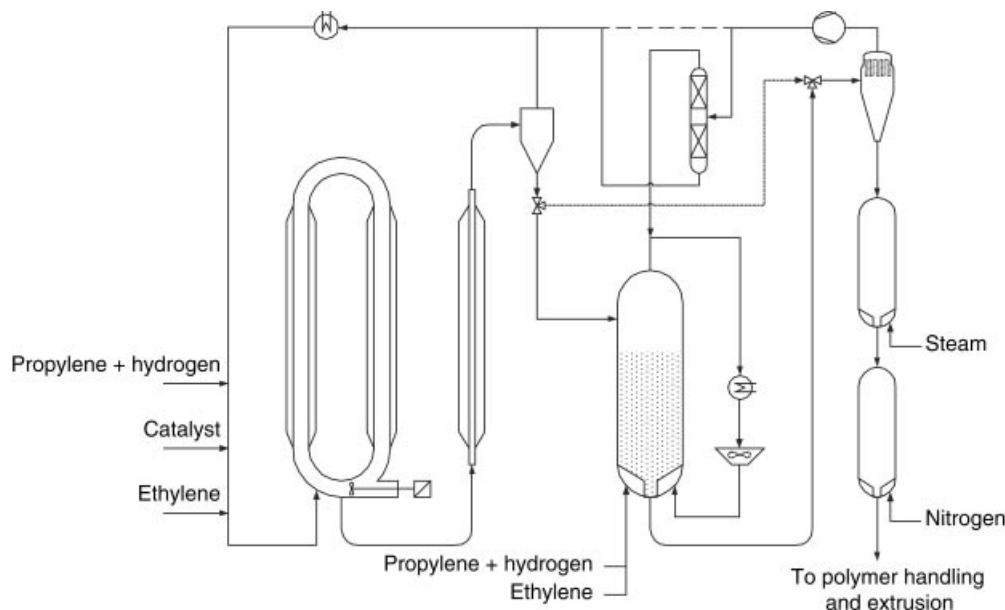 Propylene + hydrogen
Catalyst
Ethylene
Propylene + hydrogen
Ethylene
Steam
Nitrogen
To polymer handling
and extrusion